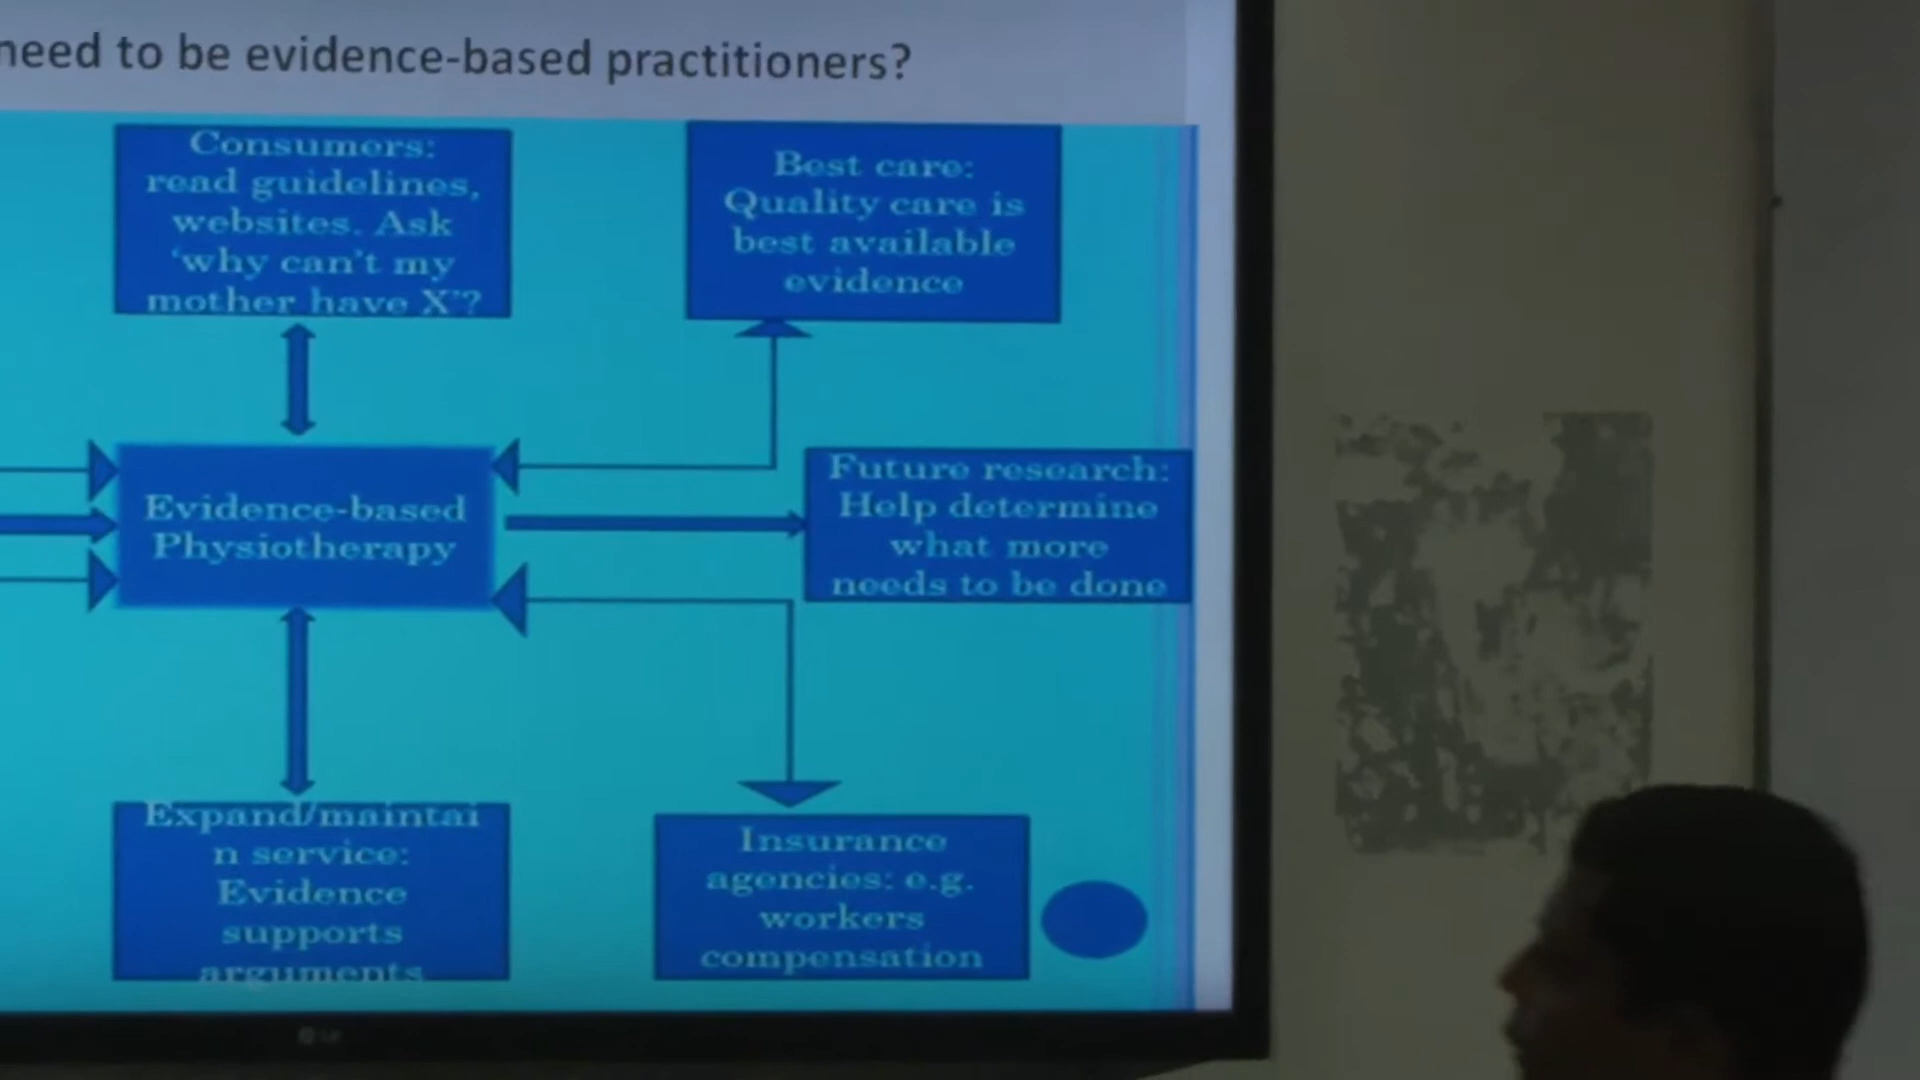 need to be evidence-based practitioners?
Consumers:
read guidelines,
websites. Ask
‘why can’t my
mother have X’?
Best care:
Quality care is
best available
evidence
Evidence-based
Physiotherapy
Future research:
Help determine
what more
needs to be done
Expand/maintai
n service:
Evidence
supports
arguments
Insurance
agencies: e.g.
workers
compensation